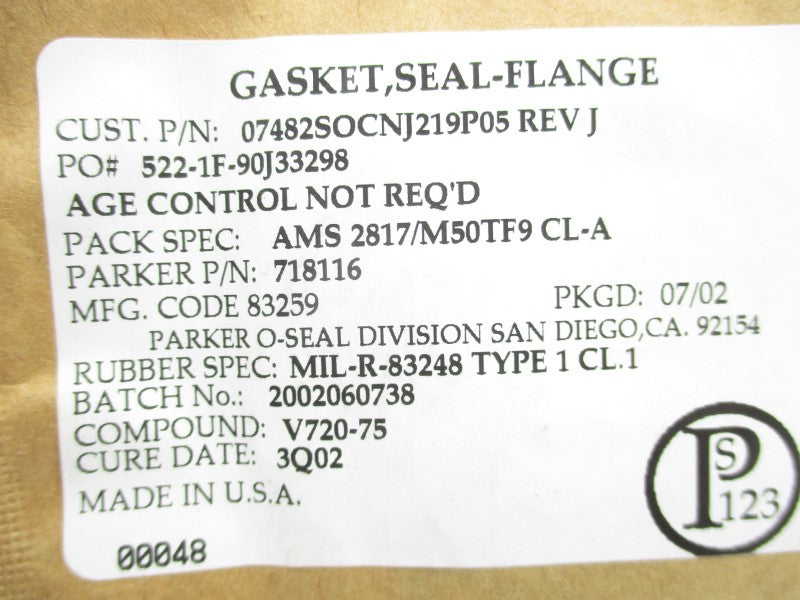 GASKET,SEAL-FLANGE
CUST. P/N: 07482SOCNJ219P05 REV J
PO# 522-1F-90J33298
AGE CONTROL NOT REQ'D
PACK SPEC: AMS 2817/M50TF9 CL-A
PARKER P/N: 718116
MFG. CODE 83259 PKGD: 07/02
PARKER O-SEAL DIVISION SAN DIEGO,CA. 92154
RUBBER SPEC: MIL-R-83248 TYPE 1 CL.1
BATCH No.: 2002060738
COMPOUND: V720-75
CURE DATE: 3Q02
MADE IN U.S.A.
PS 123
00048